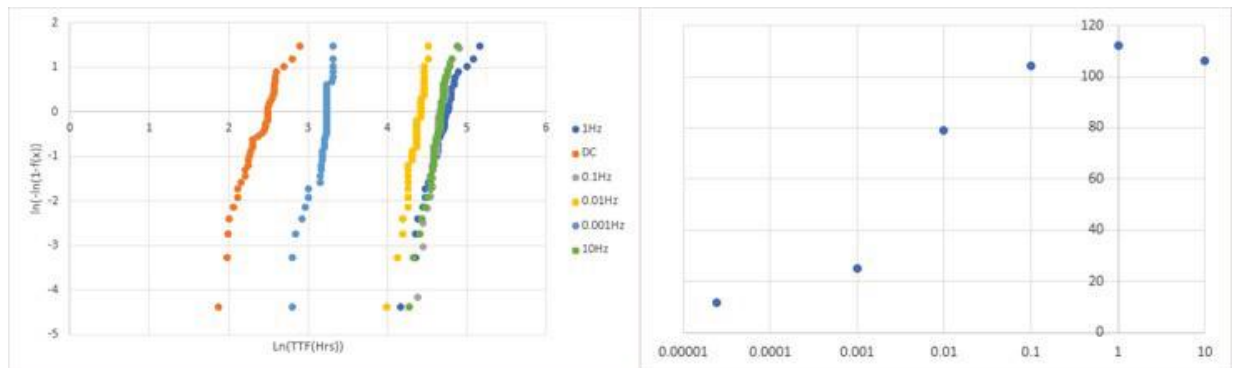 2
1
0
0 1 2 3 4 5 6
-1
-2
-3
-4
-5
ln(-ln(1-f(x))
Ln(TTF(Hrs))
1Hz
DC
0.1Hz
0.01Hz
0.001Hz
10Hz
120
100
80
60
40
20
0
0.00001 0.0001 0.001 0.01 0.1 1 10